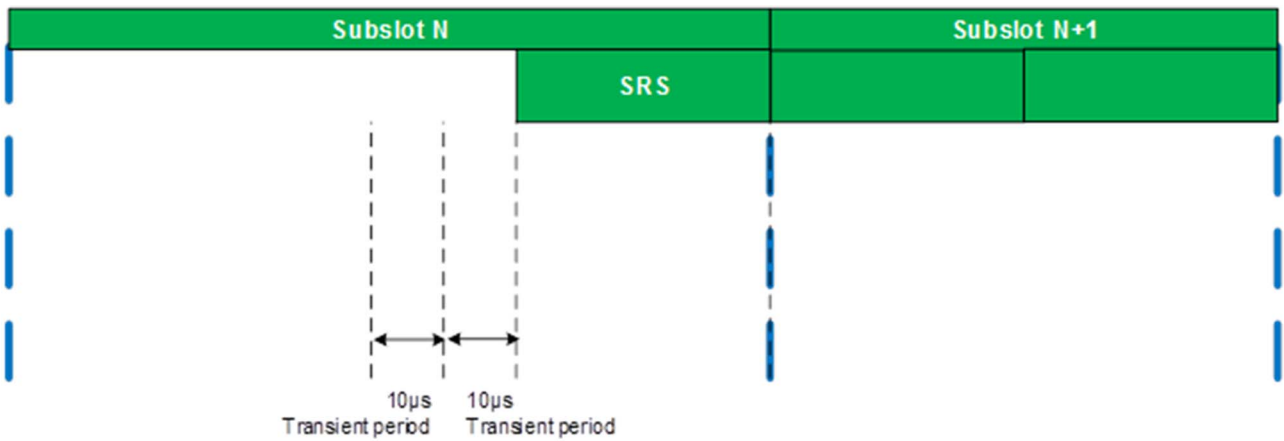 Subslot N
Subslot N+1
SRS
10µs
Transient period
10µs
Transient period